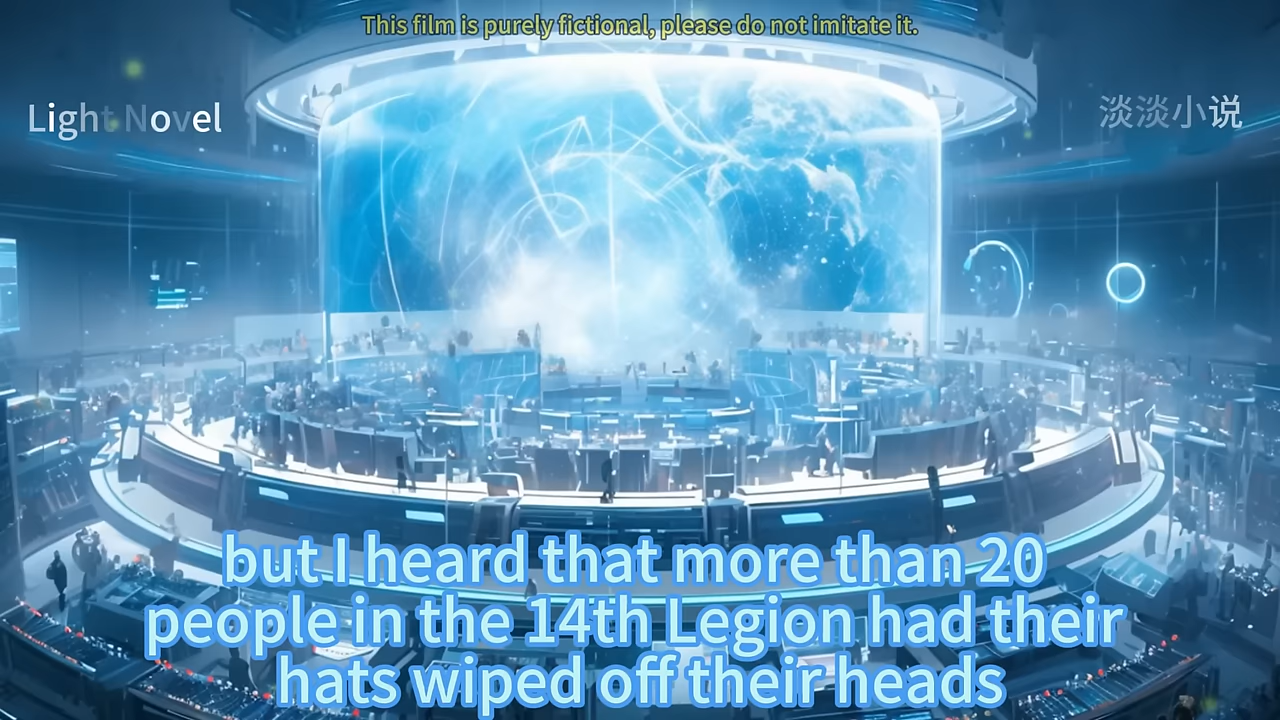 This film is purely fictional, please do not imitate it.
Light Novel
淡淡小说
but I heard that more than 20
people in the 14th Legion had their
hats wiped off their heads